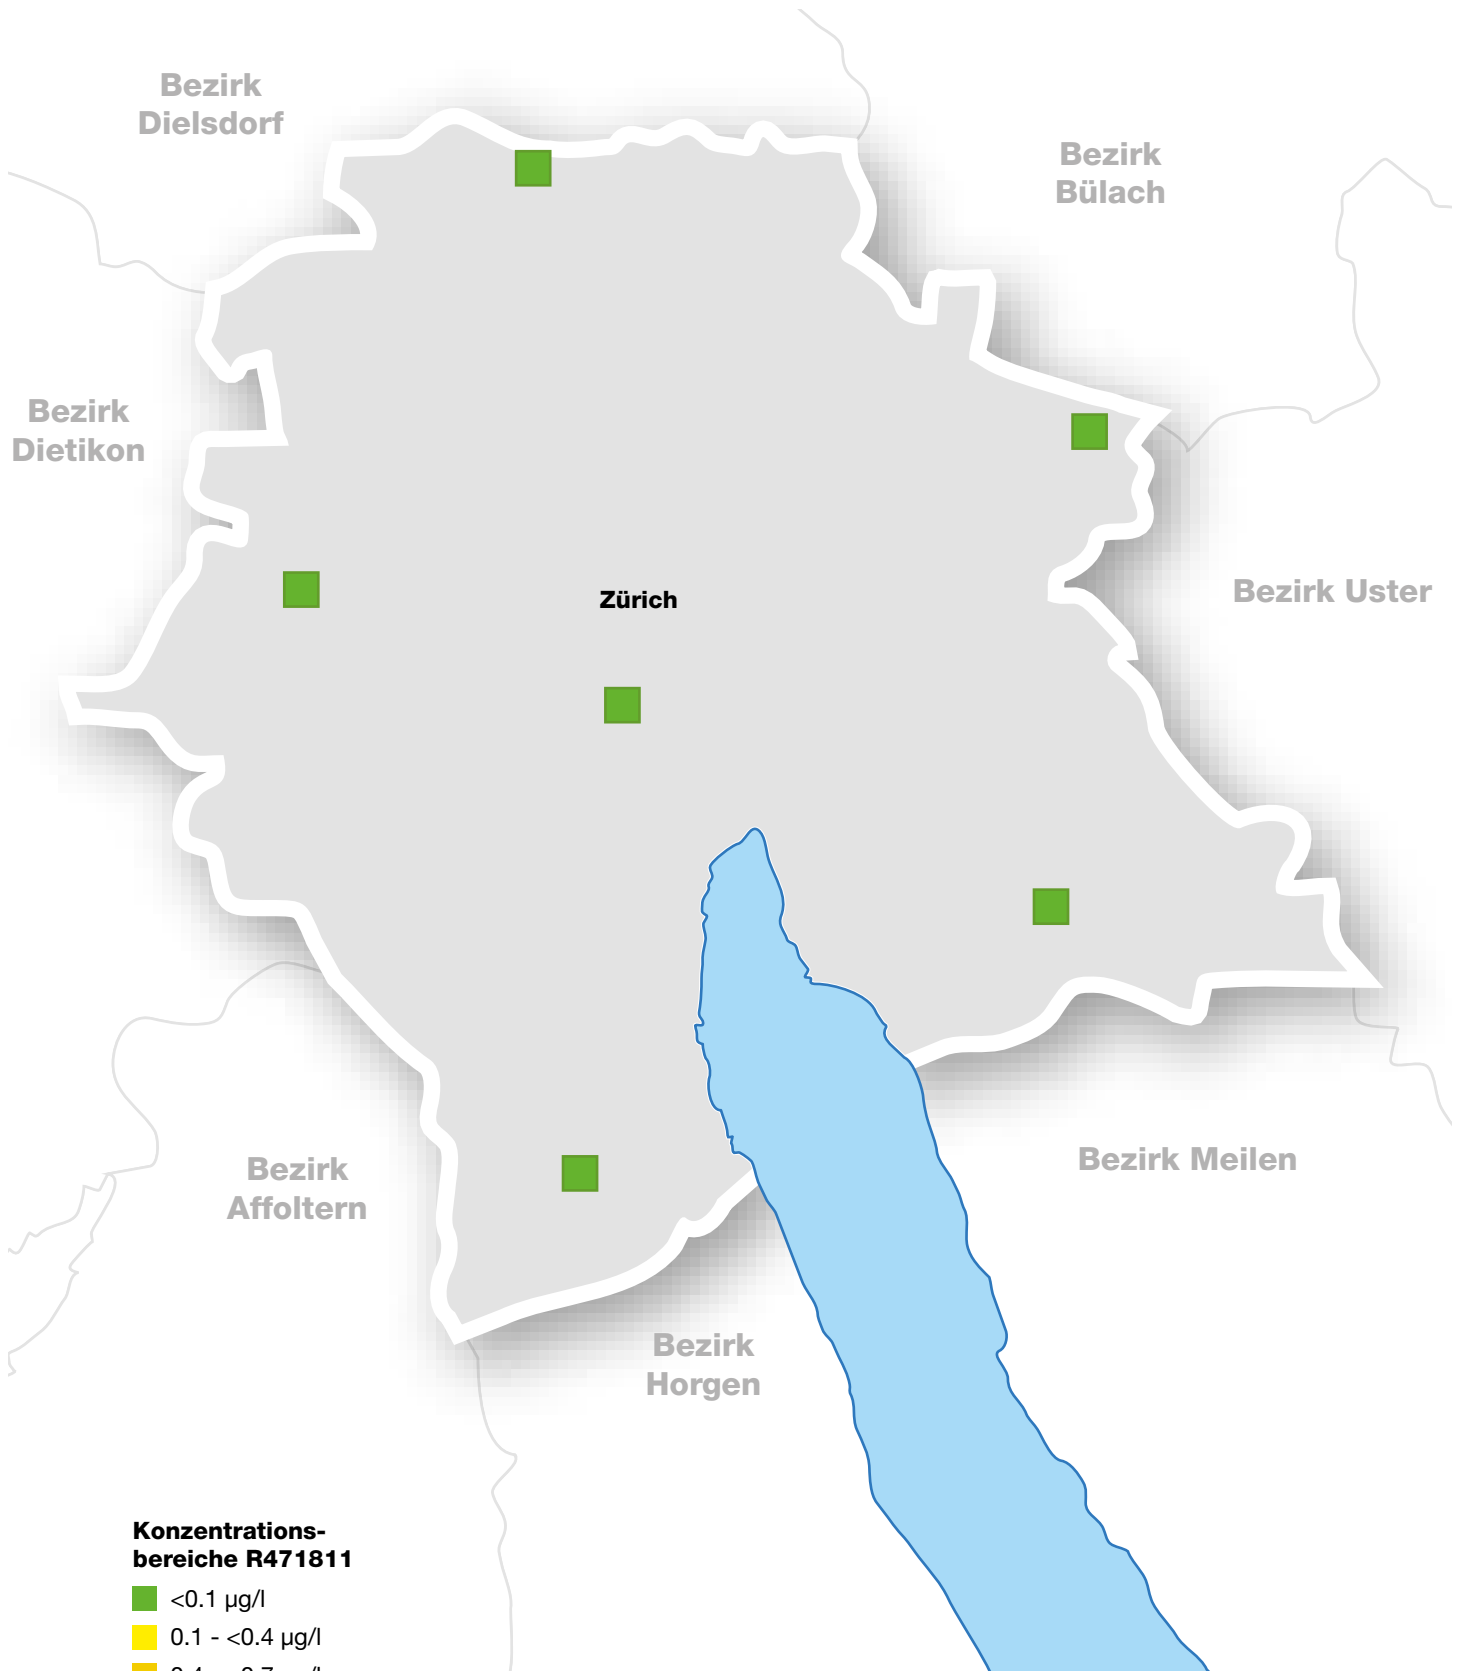 Bezirk
Dielsdorf
Bezirk
Bülach
Bezirk
Dietikon
Bezirk Uster
Zürich
Bezirk Meilen
Bezirk
Affoltern
Bezirk
Horgen
Konzentrations-
bereiche R471811
<0.1 µg/l
0.1 - <0.4 µg/l